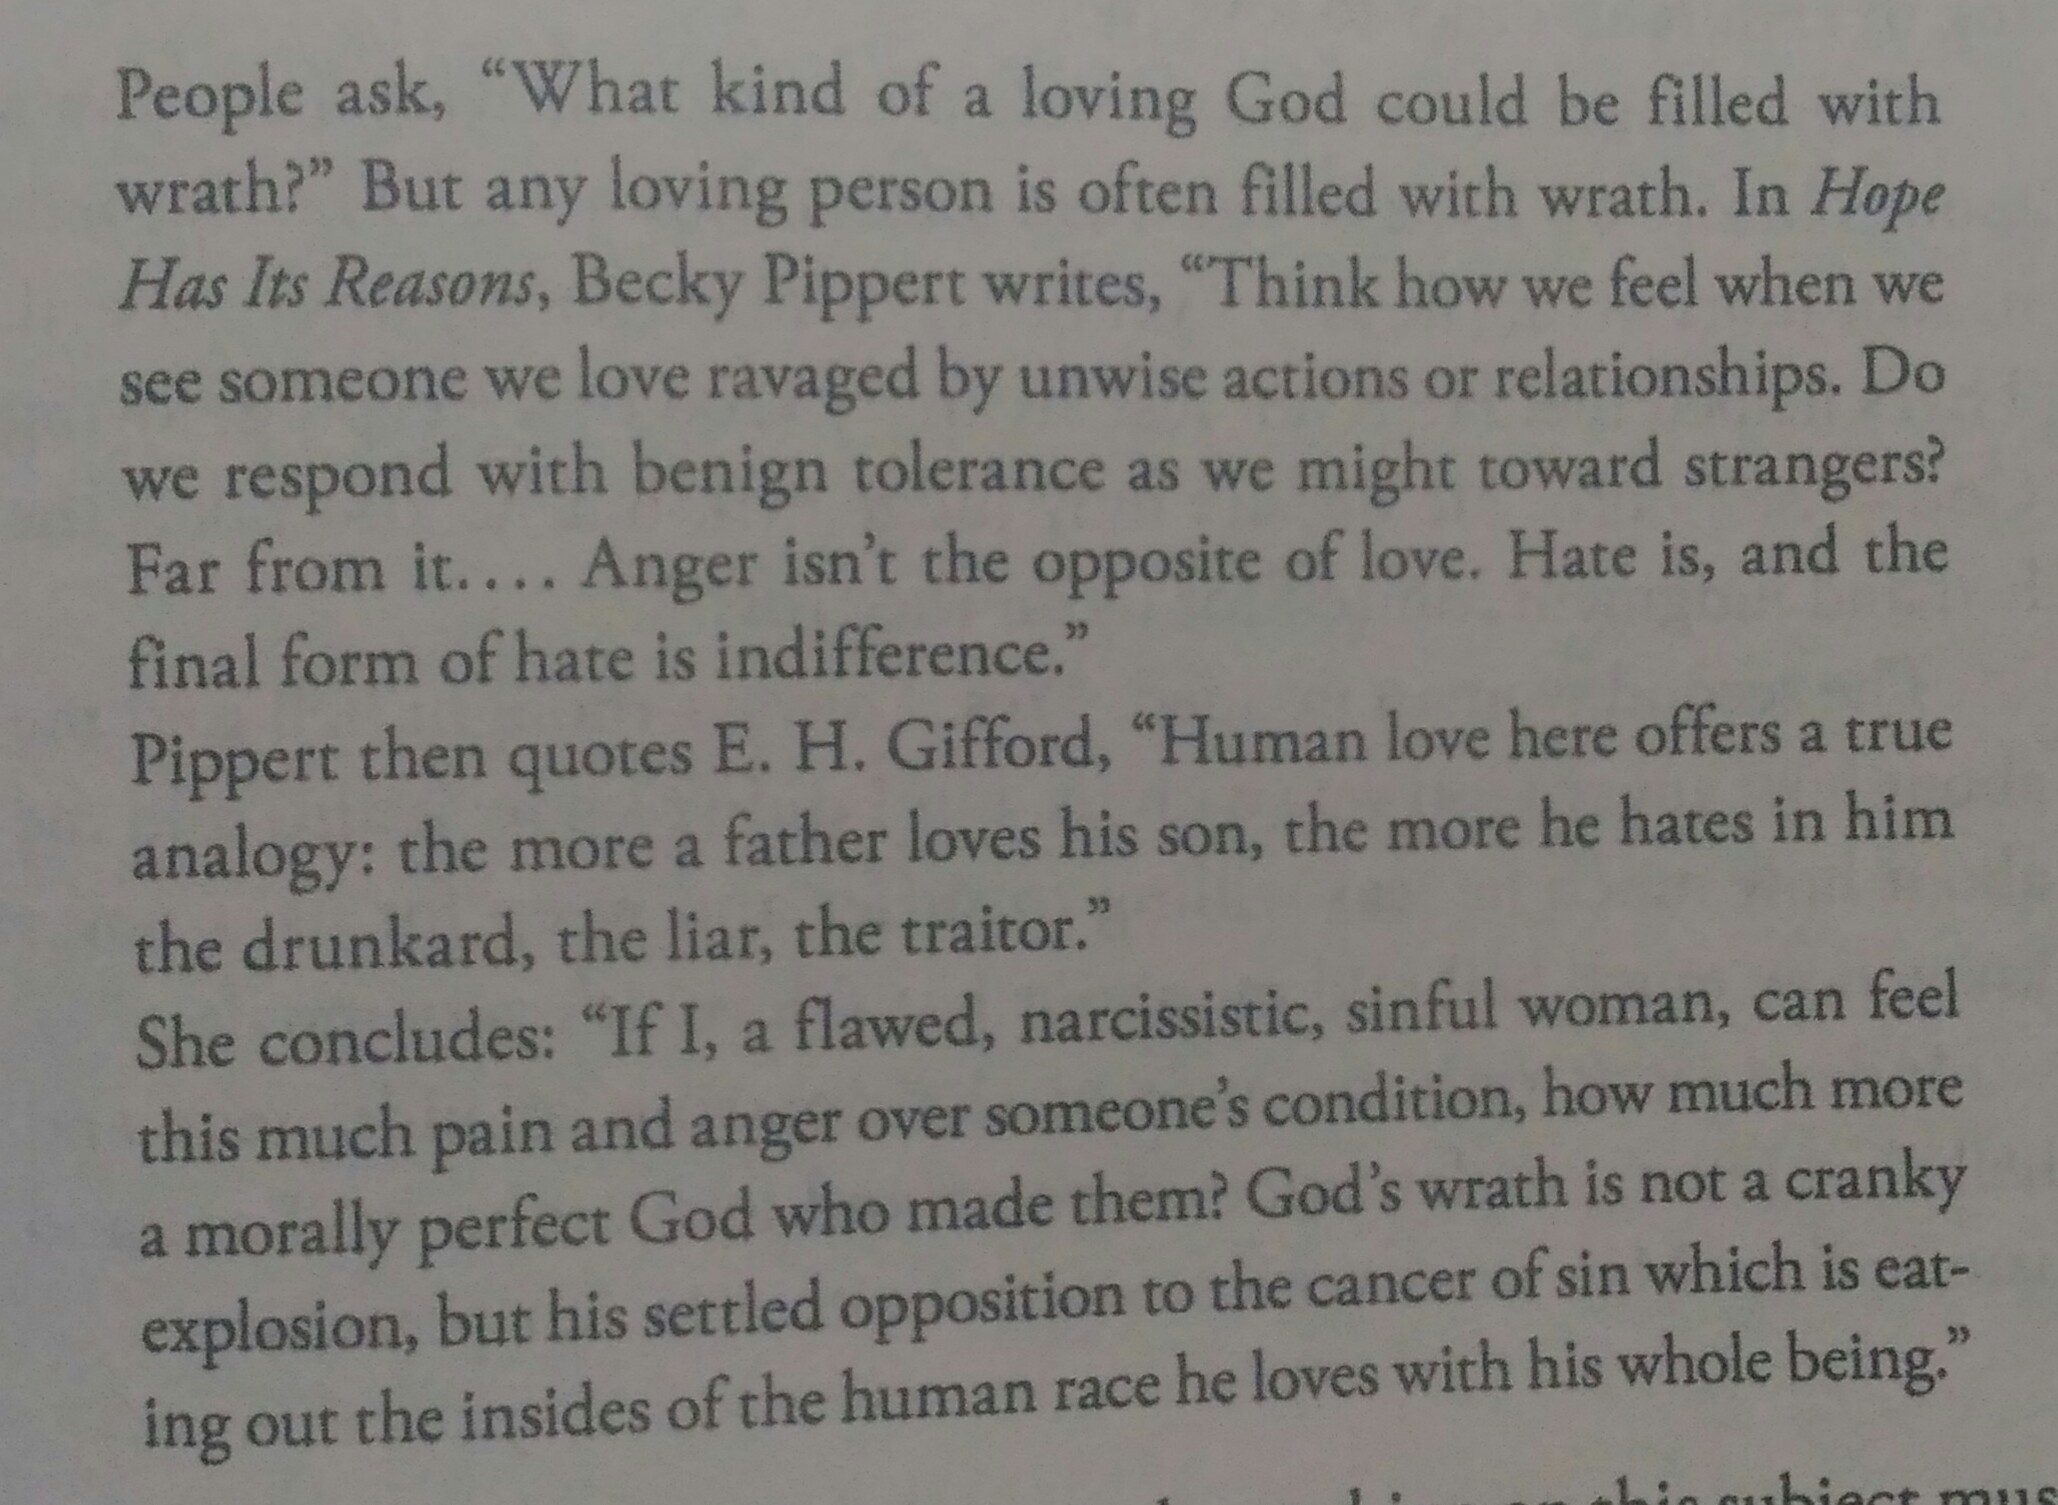 People ask, “What kind of a loving God could be filled with
wrath?” But any loving person is often filled with wrath. In Hope
Has Its Reasons, Becky Pippert writes, “Think how we feel when we
see someone we love ravaged by unwise actions or relationships. Do
we respond with benign tolerance as we might toward strangers?
Far from it.... Anger isn’t the opposite of love. Hate is, and the
final form of hate is indifference.”
Pippert then quotes E. H. Gifford, “Human love here offers a true
analogy: the more a father loves his son, the more he hates in him
the drunkard, the liar, the traitor.”
She concludes: “If I, a flawed, narcissistic, sinful woman, can feel
this much pain and anger over someone’s condition, how much more
a morally perfect God who made them? God’s wrath is not a cranky
explosion, but his settled opposition to the cancer of sin which is eat-
ing out the insides of the human race he loves with his whole being.”
this subject